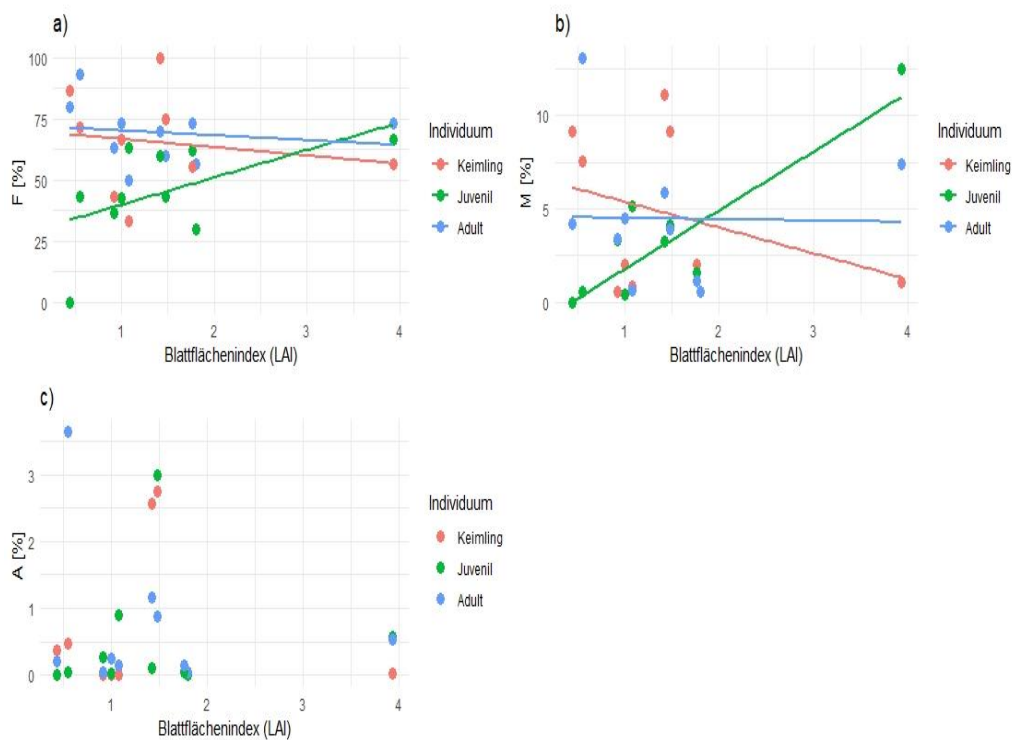 a)
F [%]
100
75
50
25
0
1 2 3 4
Blattflächenindex (LAI)
Individuum
Keimling
Juvenil
Adult
b)
M [%]
10
5
0
1 2 3 4
Blattflächenindex (LAI)
Individuum
Keimling
Juvenil
Adult
c)
A [%]
3
2
1
0
1 2 3 4
Blattflächenindex (LAI)
Individuum
Keimling
Juvenil
Adult